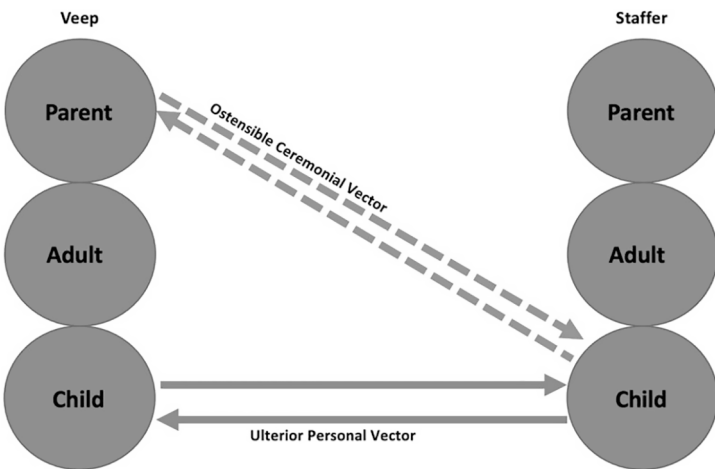 Veep
Staffer
Parent
Parent
Ostensible Ceremonial Vector
Adult
Adult
Child
Child
Ulterior Personal Vector